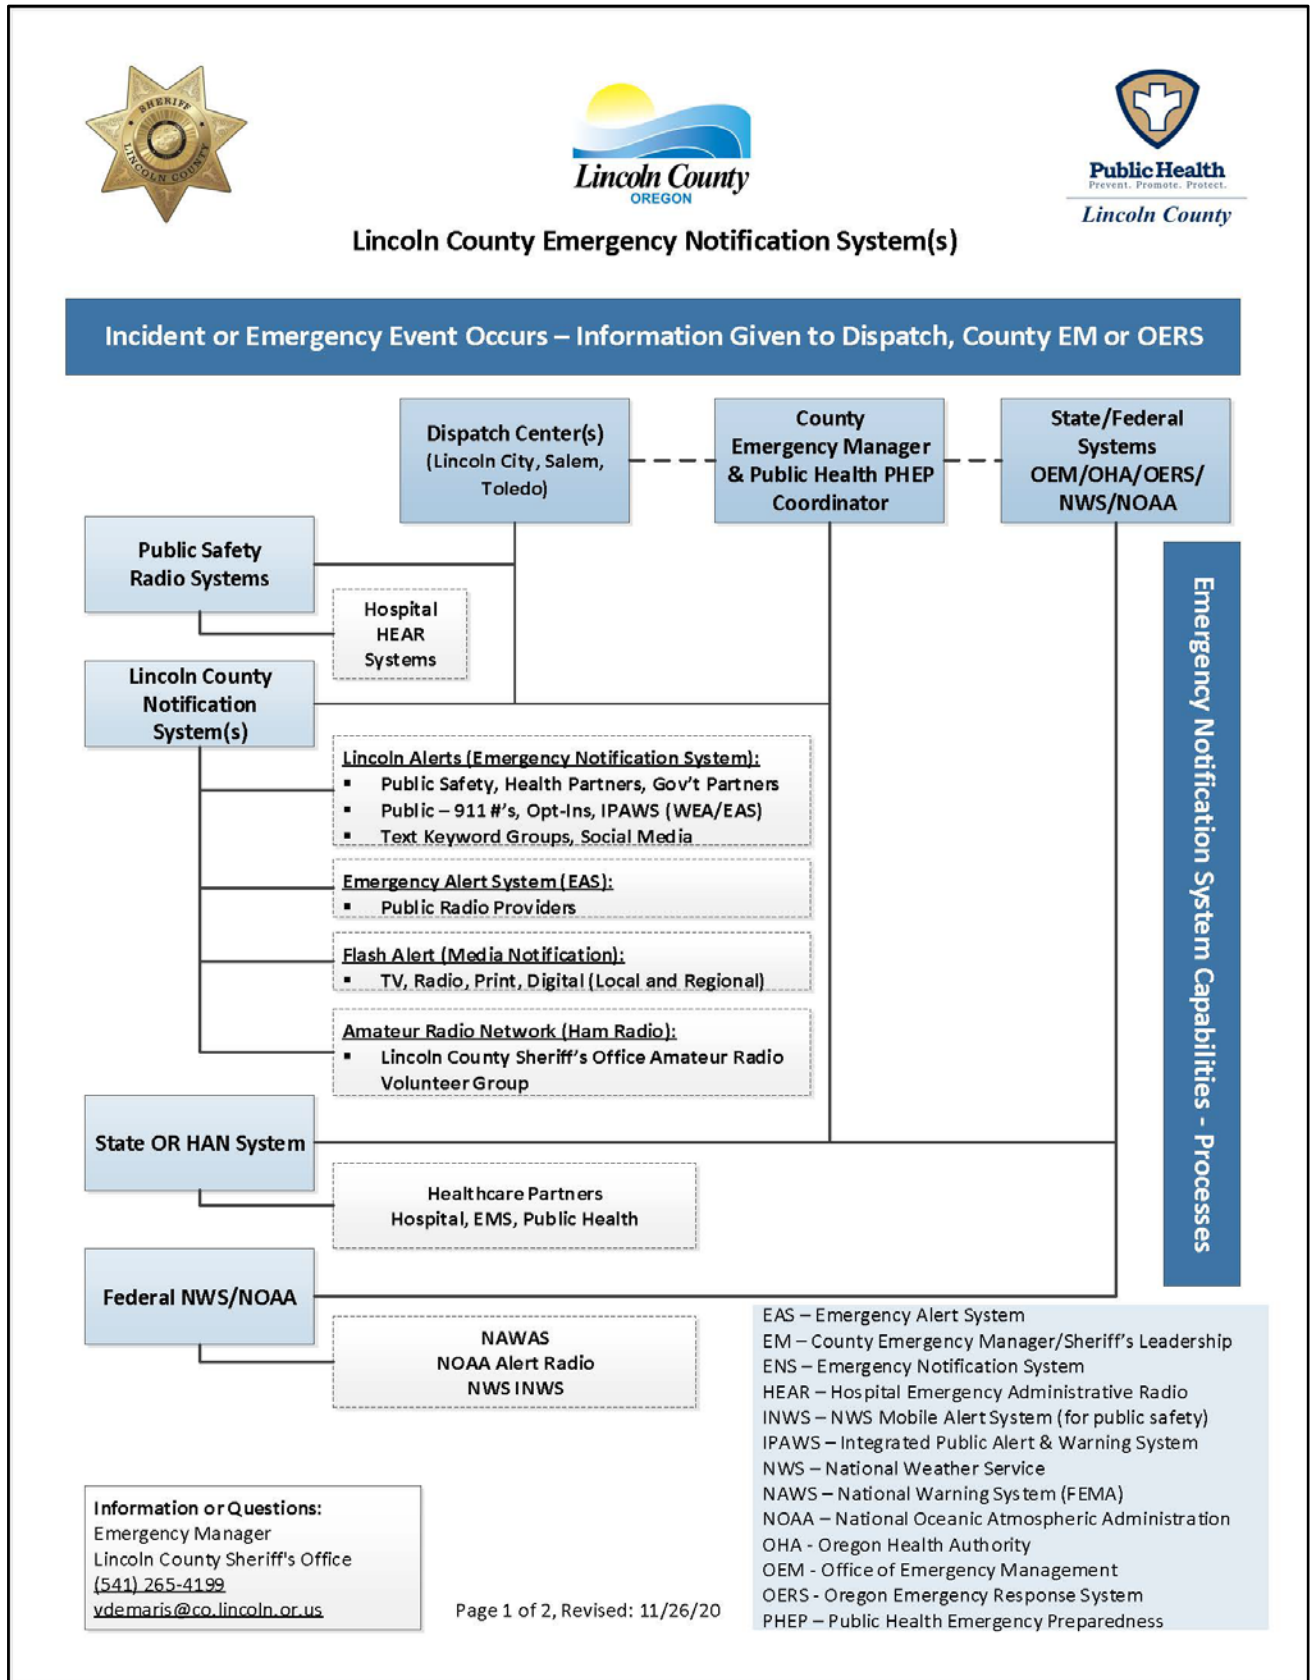 SHERIFF
LINCOLN COUNTY
Lincoln County
OREGON
Public Health
Prevent. Promote. Protect.
Lincoln County
Lincoln County Emergency Notification System(s)
Incident or Emergency Event Occurs – Information Given to Dispatch, County EM or OERS
Dispatch Center(s)
(Lincoln City, Salem,
Toledo)
County
Emergency Manager
& Public Health PHEP
Coordinator
State/Federal
Systems
OEM/OHA/OERS/
NWS/NOAA
Public Safety
Radio Systems
Hospital
HEAR
Systems
Lincoln County
Notification
System(s)
Lincoln Alerts (Emergency Notification System):
▪ Public Safety, Health Partners, Gov't Partners
▪ Public – 911 #'s, Opt-Ins, IPAWS (WEA/EAS)
▪ Text Keyword Groups, Social Media
Emergency Alert System (EAS):
▪ Public Radio Providers
Flash Alert (Media Notification):
▪ TV, Radio, Print, Digital (Local and Regional)
Amateur Radio Network (Ham Radio):
▪ Lincoln County Sheriff's Office Amateur Radio
Volunteer Group
State OR HAN System
Healthcare Partners
Hospital, EMS, Public Health
Federal NWS/NOAA
NAWAS
NOAA Alert Radio
NWS INWS
Emergency Notification System Capabilities - Processes
EAS – Emergency Alert System
EM – County Emergency Manager/Sheriff's Leadership
ENS – Emergency Notification System
HEAR – Hospital Emergency Administrative Radio
INWS – NWS Mobile Alert System (for public safety)
IPAWS – Integrated Public Alert & Warning System
NWS – National Weather Service
NAWS – National Warning System (FEMA)
NOAA – National Oceanic Atmospheric Administration
OHA - Oregon Health Authority
OEM - Office of Emergency Management
OERS - Oregon Emergency Response System
PHEP – Public Health Emergency Preparedness
Information or Questions:
Emergency Manager
Lincoln County Sheriff's Office
(541) 265-4199
vdemaris@co.lincoln.or.us
Page 1 of 2, Revised: 11/26/20